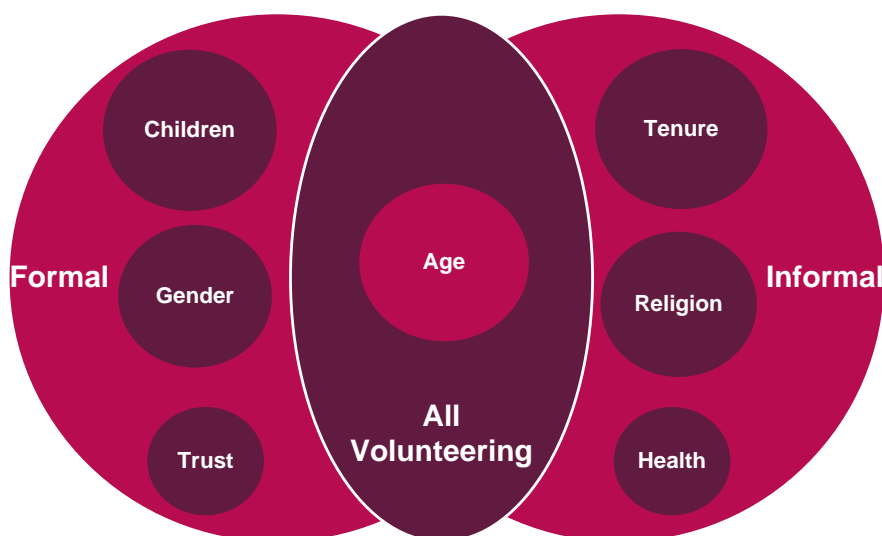 Children
Tenure
Age
Formal
Informal
Gender
Religion
All
Volunteering
Trust
Health